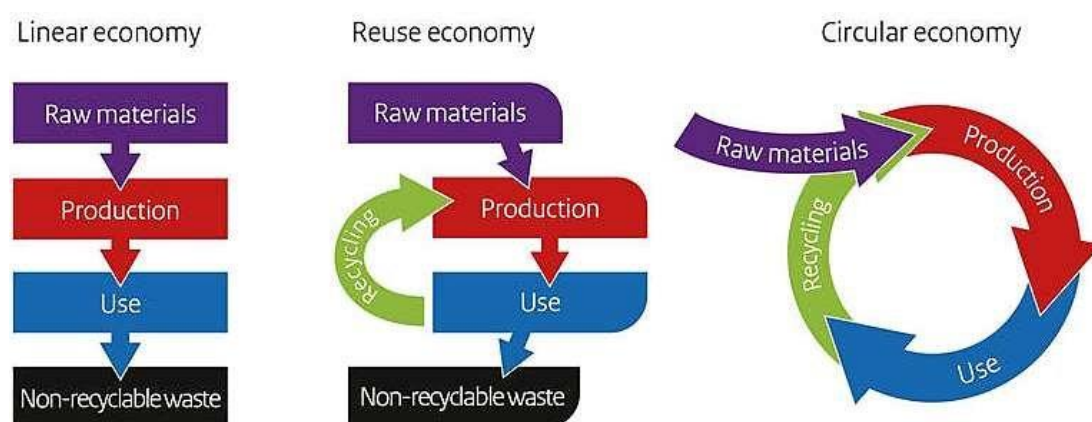 Linear economy
Raw materials
Production
Use
Non-recyclable waste
Reuse economy
Raw materials
Production
Recycling
Use
Non-recyclable waste
Circular economy
Raw materials
Production
Recycling
Use